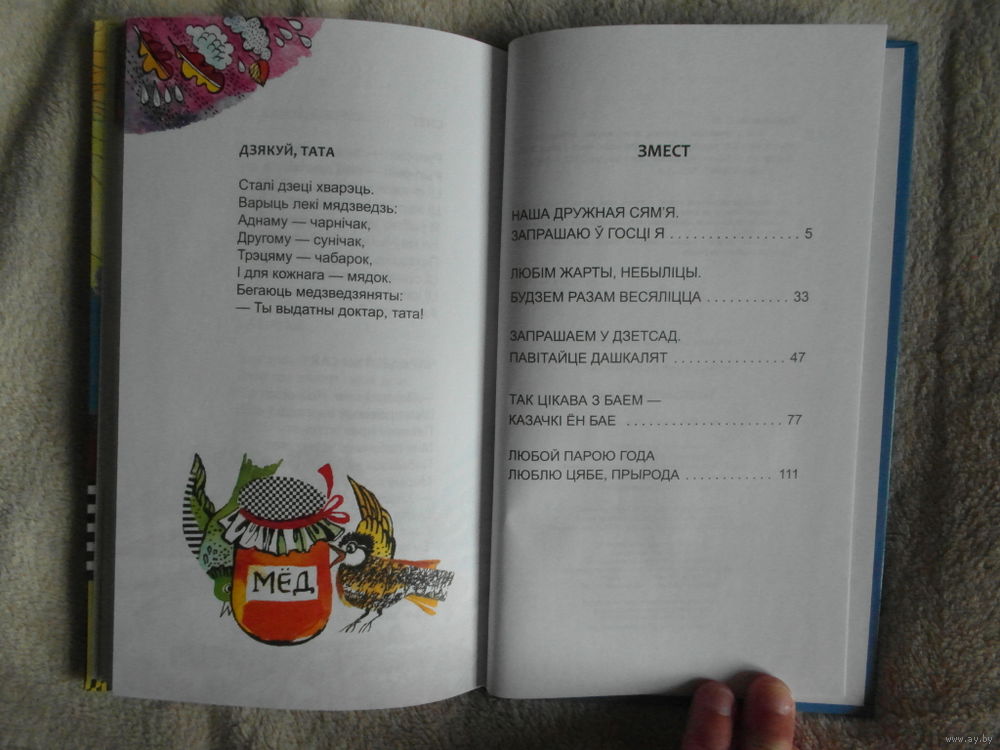 ДЗЯКУЙ, ТАТА
Сталі дзеці хварэць.
Варыць лекі мядзведзь:
Аднаму — чарнічак,
Другому — сунічак,
Трэцяму — чабарок,
І для кожнага — мядок.
Бегаюць медзведзяняты:
— Ты выдатны доктар, тата!
МЁД
ЗМЕСТ
НАША ДРУЖНАЯ СЯМ’Я.
ЗАПРАШАЮ Ў ГОСЦІ Я . . . . . . . . . . . . . . . . . . 5
ЛЮБІМ ЖАРТЫ, НЕБЫЛІЦЫ.
БУДЗЕМ РАЗАМ ВЕСЯЛІЦЦА . . . . . . . . . . . 33
ЗАПРАШАЕМ У ДЗЕТСАД.
ПАВІТАЙЦЕ ДАШКАЛЯТ . . . . . . . . . . . . . . . 47
ТАК ЦІКАВА З БАЕМ —
КАЗАЧКІ ЁН БАЕ . . . . . . . . . . . . . . . . . . . . . . 77
ЛЮБОЙ ПАРОЮ ГОДА
ЛЮБЛЮ ЦЯБЕ, ПРЫРОДА . . . . . . . . . . . . 111
www.ay.by